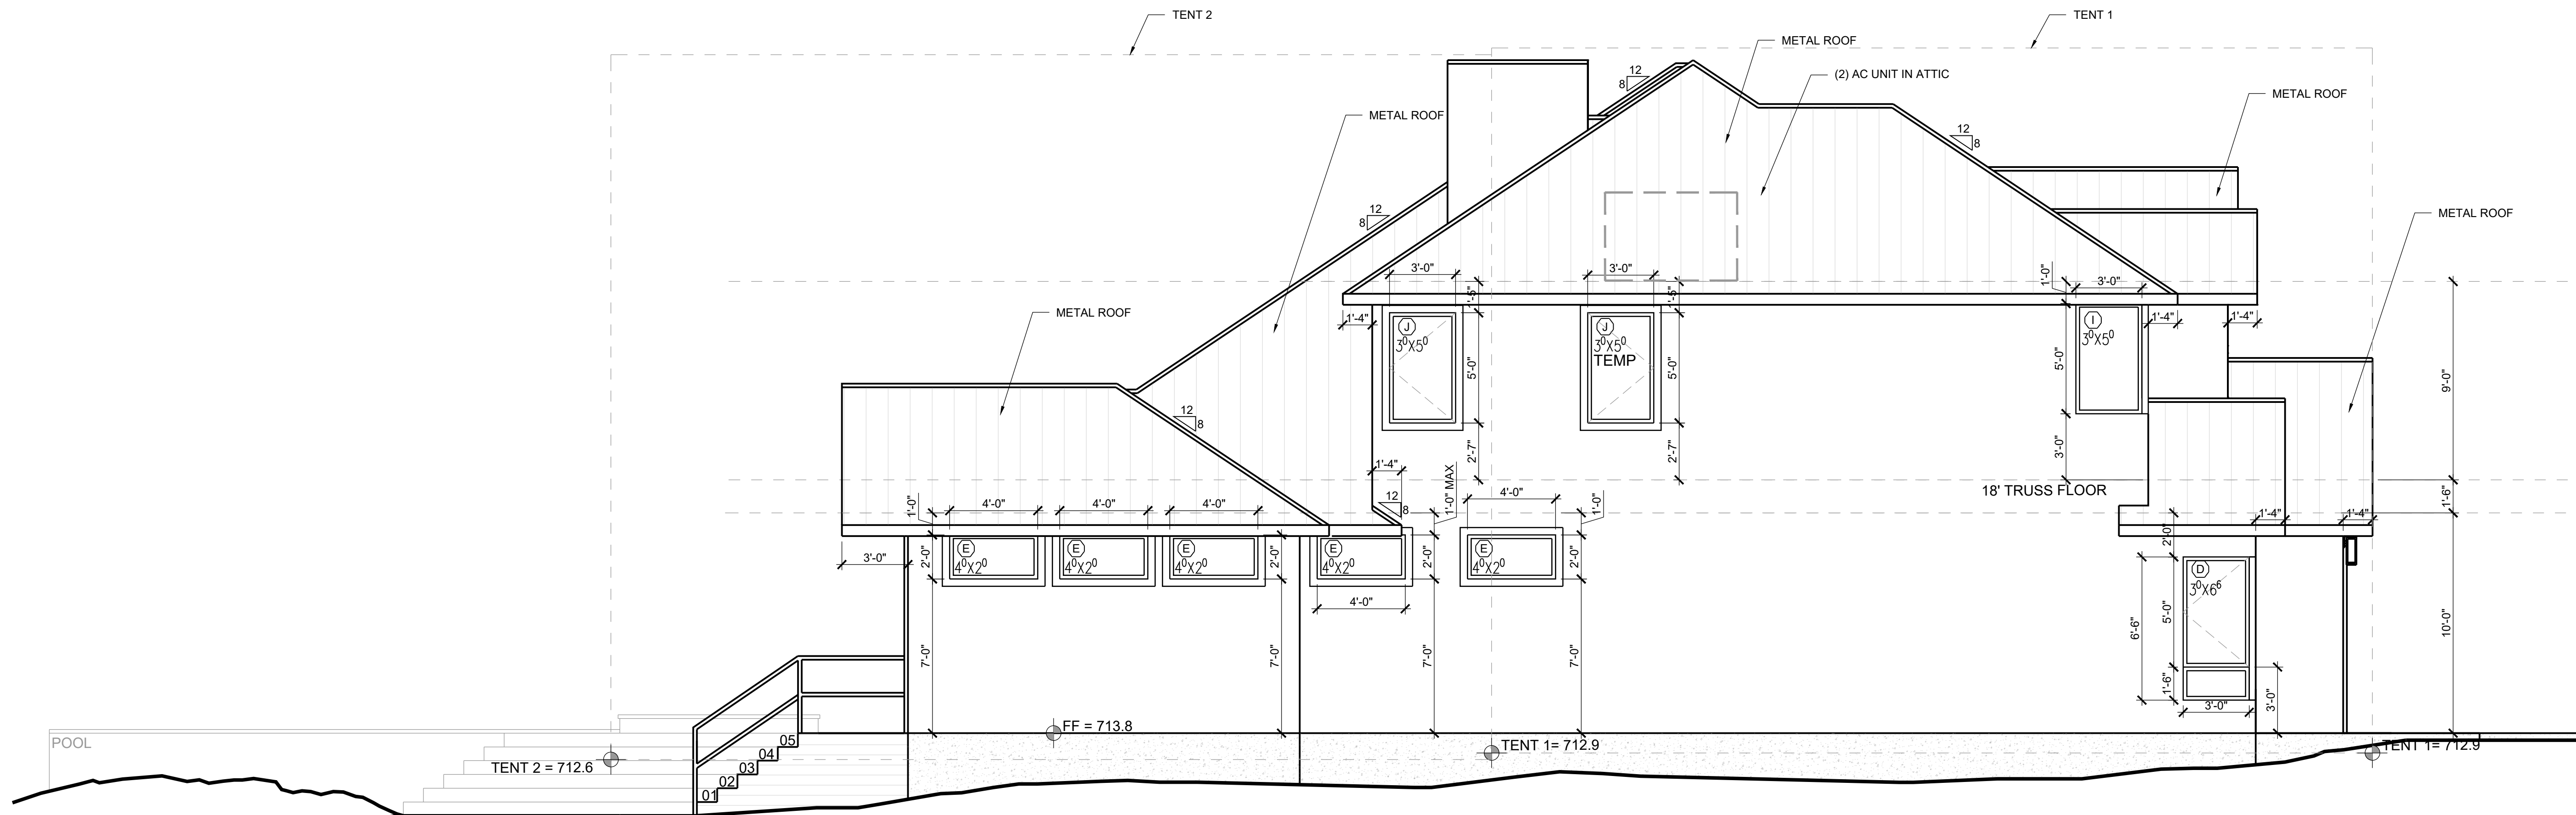 TENT 2
TENT 1
METAL ROOF
(2) AC UNIT IN ATTIC
METAL ROOF
METAL ROOF
METAL ROOF
METAL ROOF
12
8
12
8
12
8
12
8
12
8
3'-0"
3'-0"
1'-0"
3'-0"
1'-5"
1'-5"
1'-4"
1'-4"
1'-4"
J
3⁰X5⁰
J
3⁰X5⁰
TEMP
I
3⁰X5⁰
5'-0"
5'-0"
5'-0"
9'-0"
2'-7"
2'-7"
3'-0"
1'-4"
1'-0" MAX
18' TRUSS FLOOR
1'-6"
1'-0"
4'-0"
4'-0"
4'-0"
4'-0"
1'-0"
1'-4"
1'-4"
3'-0"
2'-0"
E
4⁰X2⁰
E
4⁰X2⁰
E
4⁰X2⁰
2'-0"
E
4⁰X2⁰
2'-0"
E
4⁰X2⁰
2'-0"
2'-0"
D
3⁰X6⁶
4'-0"
6'-6"
5'-0"
10'-0"
7'-0"
7'-0"
7'-0"
7'-0"
1'-6"
3'-0"
3'-0"
FF = 713.8
POOL
TENT 2 = 712.6
TENT 1= 712.9
TENT 1= 712.9
05
04
03
02
01